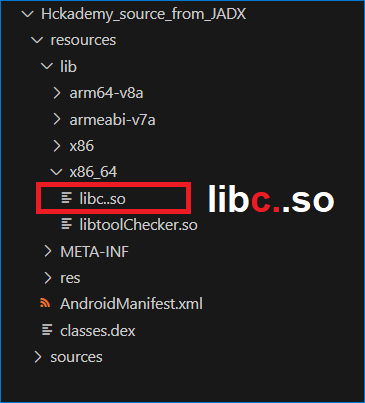 Hckademy_source_from_JADX
resources
lib
arm64-v8a
armeabi-v7a
x86
x86_64
libc..so
libc..so
libtoolChecker.so
META-INF
res
AndroidManifest.xml
classes.dex
sources